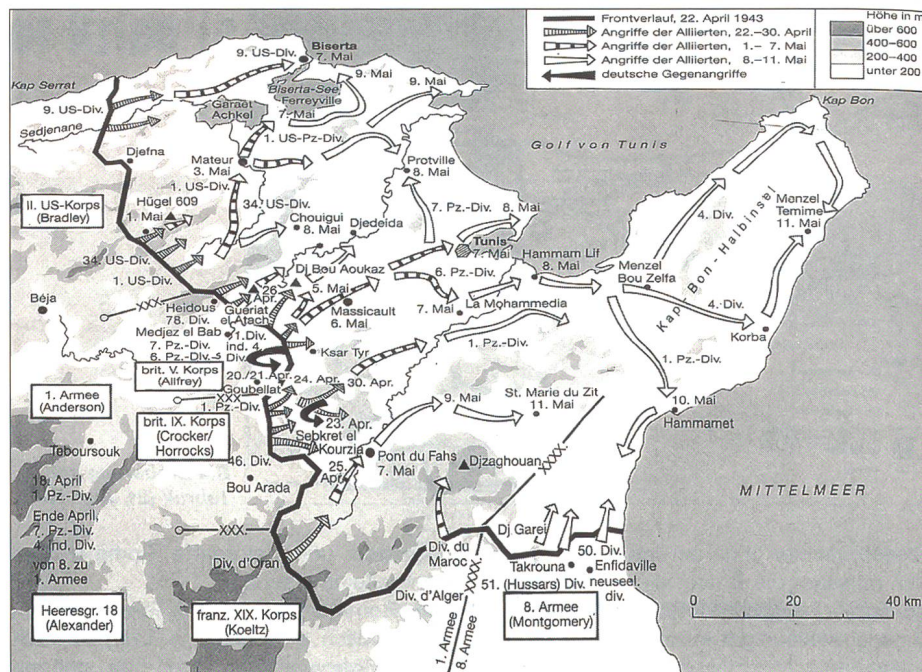 Frontverlauf, 22. April 1943
Angriffe der Alliierten, 22.–30. April
Angriffe der Alliierten, 1.– 7. Mai
Angriffe der Alliierten, 8.–11. Mai
deutsche Gegenangriffe
Höhe in m
über 600
400–600
200–400
unter 200
Kap Serrat
9. US-Div.
Biserta
7. Mai
9. Mai
9. Mai
Kap Bon
9. US-Div.
Biserta-See
Ferreyville
7. Mai
Garaët
Achkel
Sedjenane
1. US-Pz-Div.
Golf von Tunis
Djefna
Mateur
3. Mai
Protville
8. Mai
1. US-Div.
II. US-Korps
(Bradley)
Hügel 609
1. Mai
34. US-Div.
Chouigui
8. Mai
Djedeida
7. Pz.-Div.
8. Mai
4. Div.
Menzel
Temime
11. Mai
Kap-Bon-Halbinsel
Tunis
7. Mai
34. US-Div.
Dj Bou Aoukaz
5. Mai
6. Pz.-Div.
Hammam Lif
8. Mai
Menzel
Bou Zelfa
1. US-Div.
26.
Apr.
Béja
XXX
Heidous
Guériat
el Atach
Massicault
6. Mai
7. Mai
La Mohammedia
4. Div.
Korba
78. Div.
Medjez el Bab
7. Pz.-Div.
6. Pz.-Div.
1. Div.
ind. 4.
Div.
Ksar Tyr
1. Pz.-Div.
1. Pz.-Div.
brit. V. Korps
(Allfrey)
20./21. Apr.
Goubellat
24. Apr.
30. Apr.
1. Armee
(Anderson)
XXX
1. Pz-Div.
9. Mai
St. Marie du Zit
11. Mai
10. Mai
Hammamet
brit. IX. Korps
(Crocker/
Horrocks)
23. Apr.
Sebkret el
Kourzia
Teboursouk
46. Div.
25.
Apr.
Pont du Fahs
7. Mai
Djzaghouan
XXXX
Bou Arada
MITTELMEER
18. April
1. Pz.-Div.
Ende April,
7. Pz.-Div.
4. ind. Div.
von 8. zu
1. Armee
XXX
Div. d'Oran
Div. du
Maroc
Dj Garei
Takrouna
50. Div.
Enfidaville
51. (Hussars) Div.
neuseel.
div.
Div. d'Alger
XXXX
1. Armee
8. Armee
Heeresgr. 18
(Alexander)
franz. XIX. Korps
(Koeltz)
8. Armee
(Montgomery)
0 20 40 km